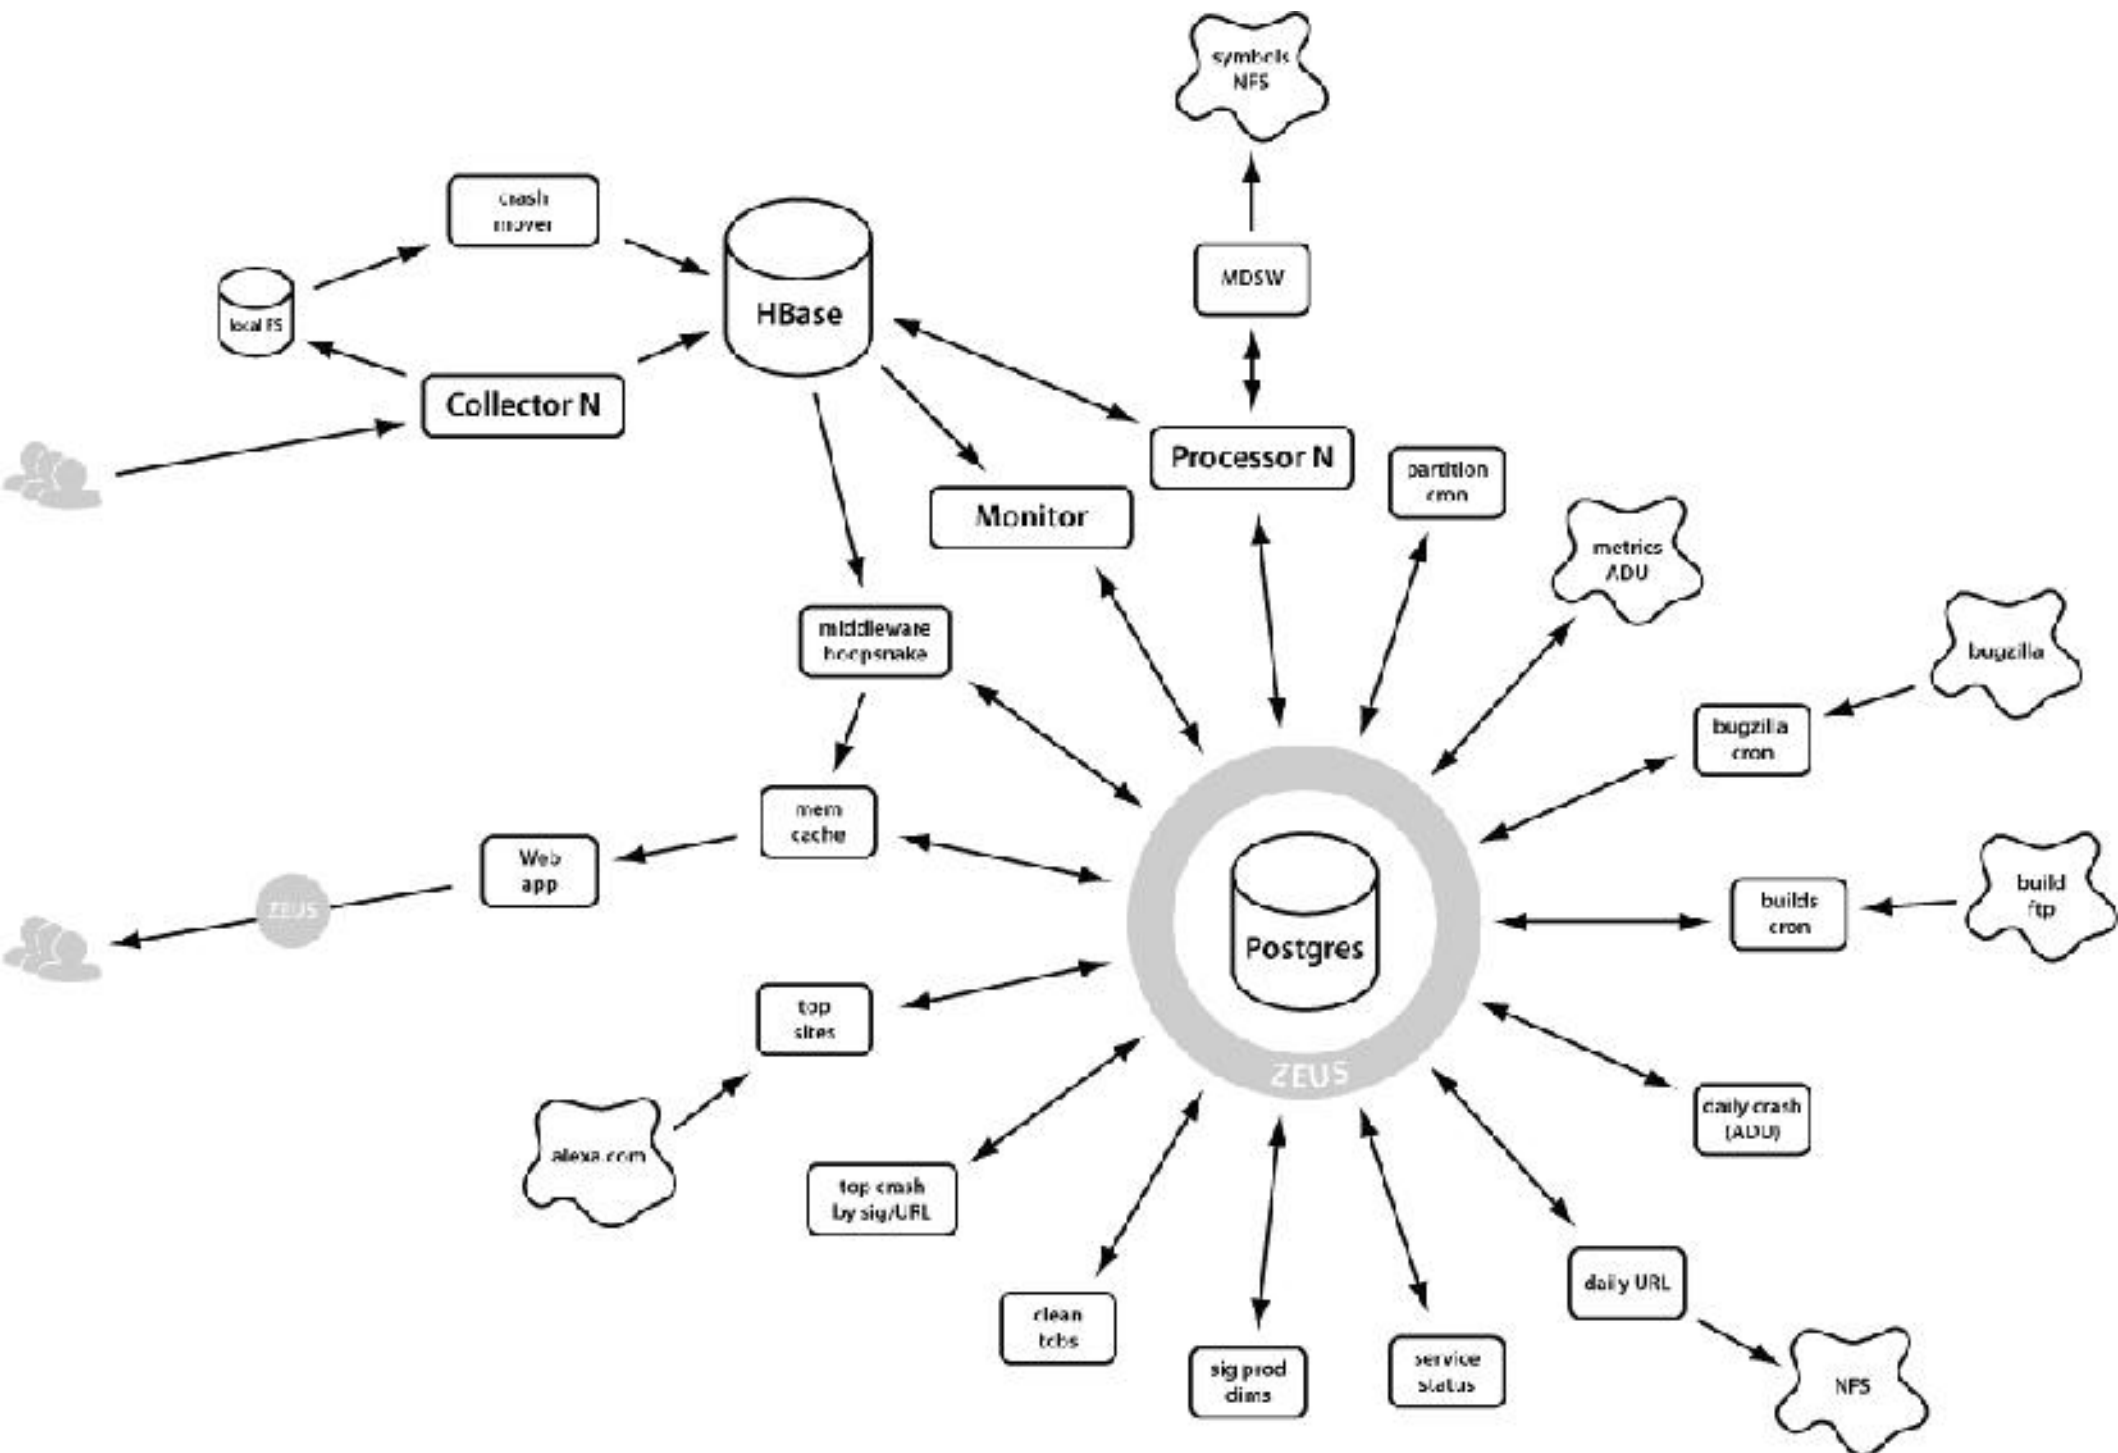 symbols
NFS
crash
mover
MDSW
HBase
local FS
Collector N
Processor N
partition
cron
Monitor
metrics
ADU
middleware
hoopsnake
bugzilla
bugzilla
cron
mem
cache
Web
app
ZEUS
Postgres
builds
cron
build
ftp
top
sites
ZEUS
daily crash
(ADU)
alexa.com
top crash
by sig/URL
daily URL
clean
tcbs
sig prod
dims
service
status
NFS